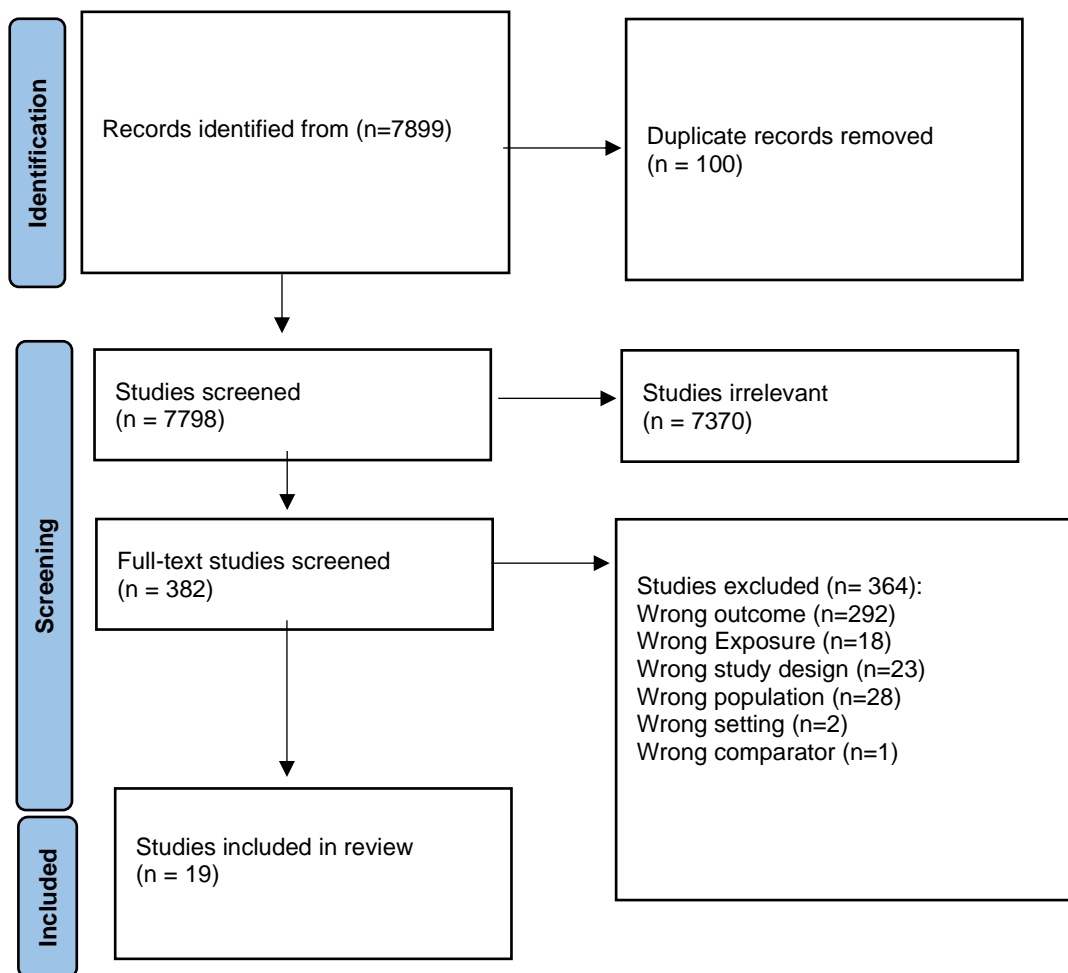 Identification
Records identified from (n=7899)
Duplicate records removed
(n = 100)
Screening
Studies screened
(n = 7798)
Studies irrelevant
(n = 7370)
Full-text studies screened
(n = 382)
Studies excluded (n= 364):
Wrong outcome (n=292)
Wrong Exposure (n=18)
Wrong study design (n=23)
Wrong population (n=28)
Wrong setting (n=2)
Wrong comparator (n=1)
Included
Studies included in review
(n = 19)